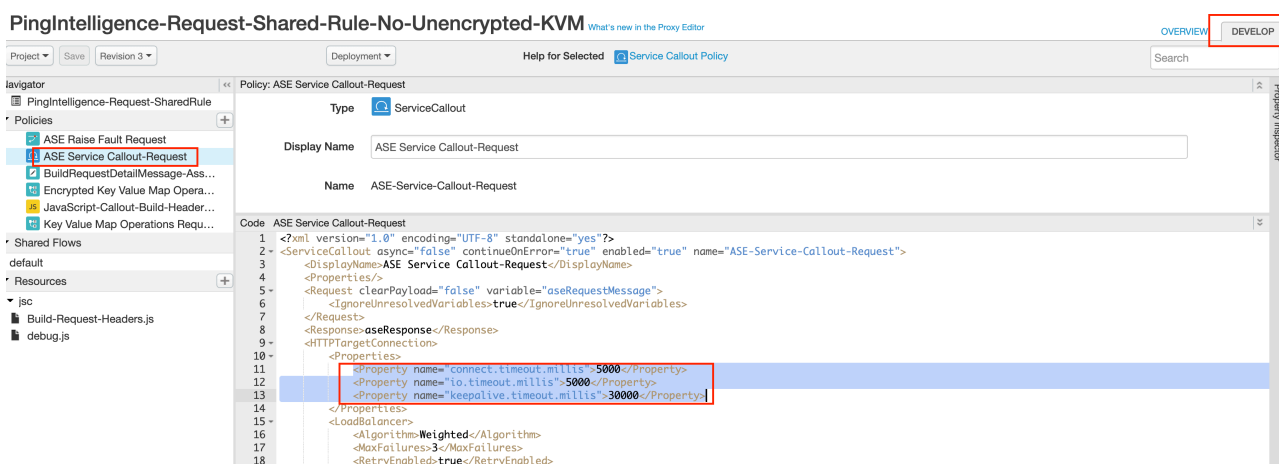 PingIntelligence-Request-Shared-Rule-No-Unencrypted-KVM What's new in the Proxy Editor
OVERVIEW DEVELOP
Project Save Revision 3 Deployment Help for Selected Service Callout Policy Search
Navigator
PingIntelligence-Request-SharedRule
Policies
ASE Raise Fault Request
ASE Service Callout-Request
BuildRequestDetailMessage-Ass...
Encrypted Key Value Map Opera...
JS JavaScript-Callout-Build-Header...
Key Value Map Operations Requ...
Shared Flows
default
Resources
jsc
Build-Request-Headers.js
debug.js
Policy: ASE Service Callout-Request
Type ServiceCallout
Display Name ASE Service Callout-Request
Name ASE-Service-Callout-Request
Property Inspector
Code ASE Service Callout-Request
1 <?xml version="1.0" encoding="UTF-8" standalone="yes"?>
2 <ServiceCallout async="false" continueOnError="true" enabled="true" name="ASE-Service-Callout-Request">
3 <DisplayName>ASE Service Callout-Request</DisplayName>
4 <Properties/>
5 <Request clearPayload="false" variable="aseRequestMessage">
6 <IgnoreUnresolvedVariables>true</IgnoreUnresolvedVariables>
7 </Request>
8 <Response>aseResponse</Response>
9 <HTTPTargetConnection>
10 <Properties>
11 <Property name="connect.timeout.millis">5000</Property>
12 <Property name="io.timeout.millis">5000</Property>
13 <Property name="keepalive.timeout.millis">30000</Property>
14 </Properties>
15 <LoadBalancer>
16 <Algorithm>Weighted</Algorithm>
17 <MaxFailures>3</MaxFailures>
18 <RetryEnabled>true</RetryEnabled>